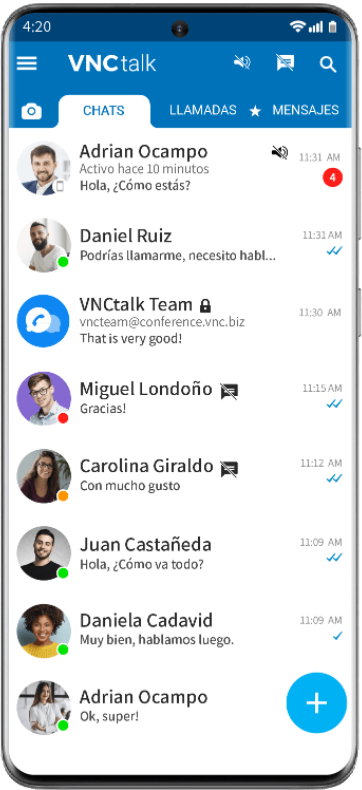 4:20
VNCtalk
CHATS LLAMADAS MENSAJES
Adrian Ocampo 11:31 AM
Activo hace 10 minutos 4
Hola, ¿Cómo estás?
Daniel Ruiz 11:31 AM
Podrías llamarme, necesito habl...
VNCtalk Team 11:30 AM
vncteam@conference.vnc.biz
That is very good!
Miguel Londoño 11:15 AM
Gracias!
Carolina Giraldo 11:12 AM
Con mucho gusto
Juan Castañeda 11:09 AM
Hola, ¿Cómo va todo?
Daniela Cadavid 11:09 AM
Muy bien, hablamos luego.
Adrian Ocampo
Ok, super!